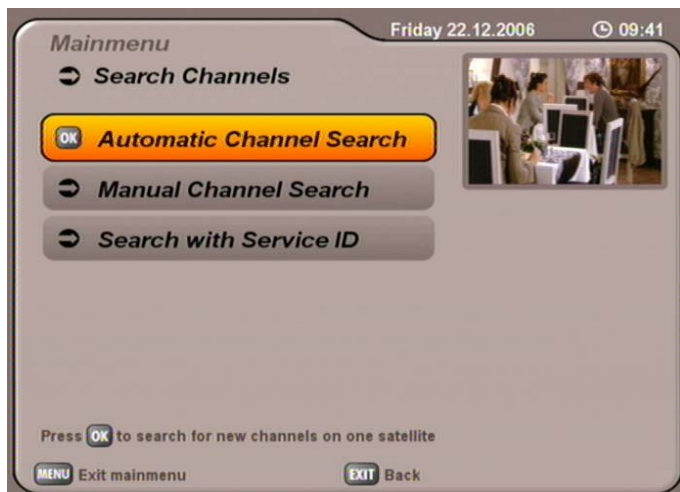 Friday 22.12.2006 09:41
Mainmenu
Search Channels
OK Automatic Channel Search
Manual Channel Search
Search with Service ID
Press OK to search for new channels on one satellite
MENU Exit mainmenu EXIT Back